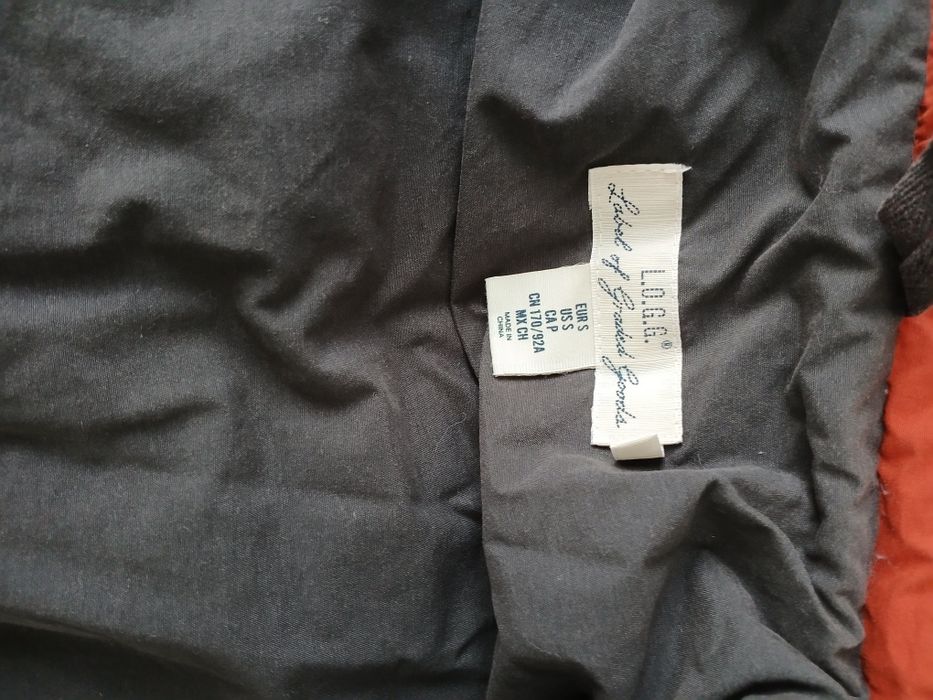 L.O.G.G.®
Label of Graded Goods
EUR S
US S
CA P
CN 170/92A
MX CH
MADE IN
CHINA